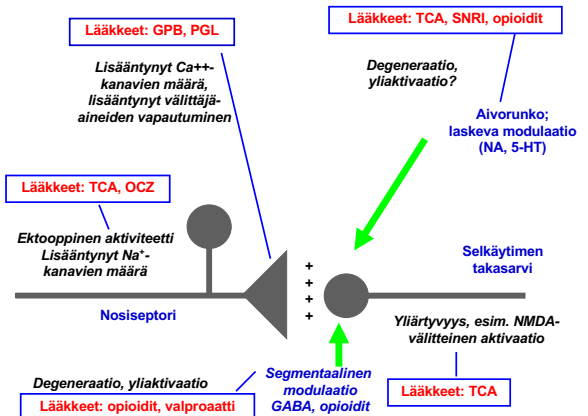 Lääkkeet: GPB, PGL
Lisääntynyt Ca++-
kanavien määrä,
lisääntynyt välittäjä-
aineiden vapautuminen
Lääkkeet: TCA, SNRI, opioidit
Degeneraatio,
yliaktivaatio?
Aivorunko;
laskeva modulaatio
(NA, 5-HT)
Lääkkeet: TCA, OCZ
Ektooppinen aktiviteetti
Lisääntynyt Na+-
kanavien määrä
Nosiseptori
+
+
+
+
Selkäytimen
takasarvi
Yliärtyvyys, esim. NMDA-
välitteinen aktivaatio
Lääkkeet: TCA
Degeneraatio, yliaktivaatio
Lääkkeet: opioidit, valproaatti
Segmentaalinen
modulaatio
GABA, opioidit